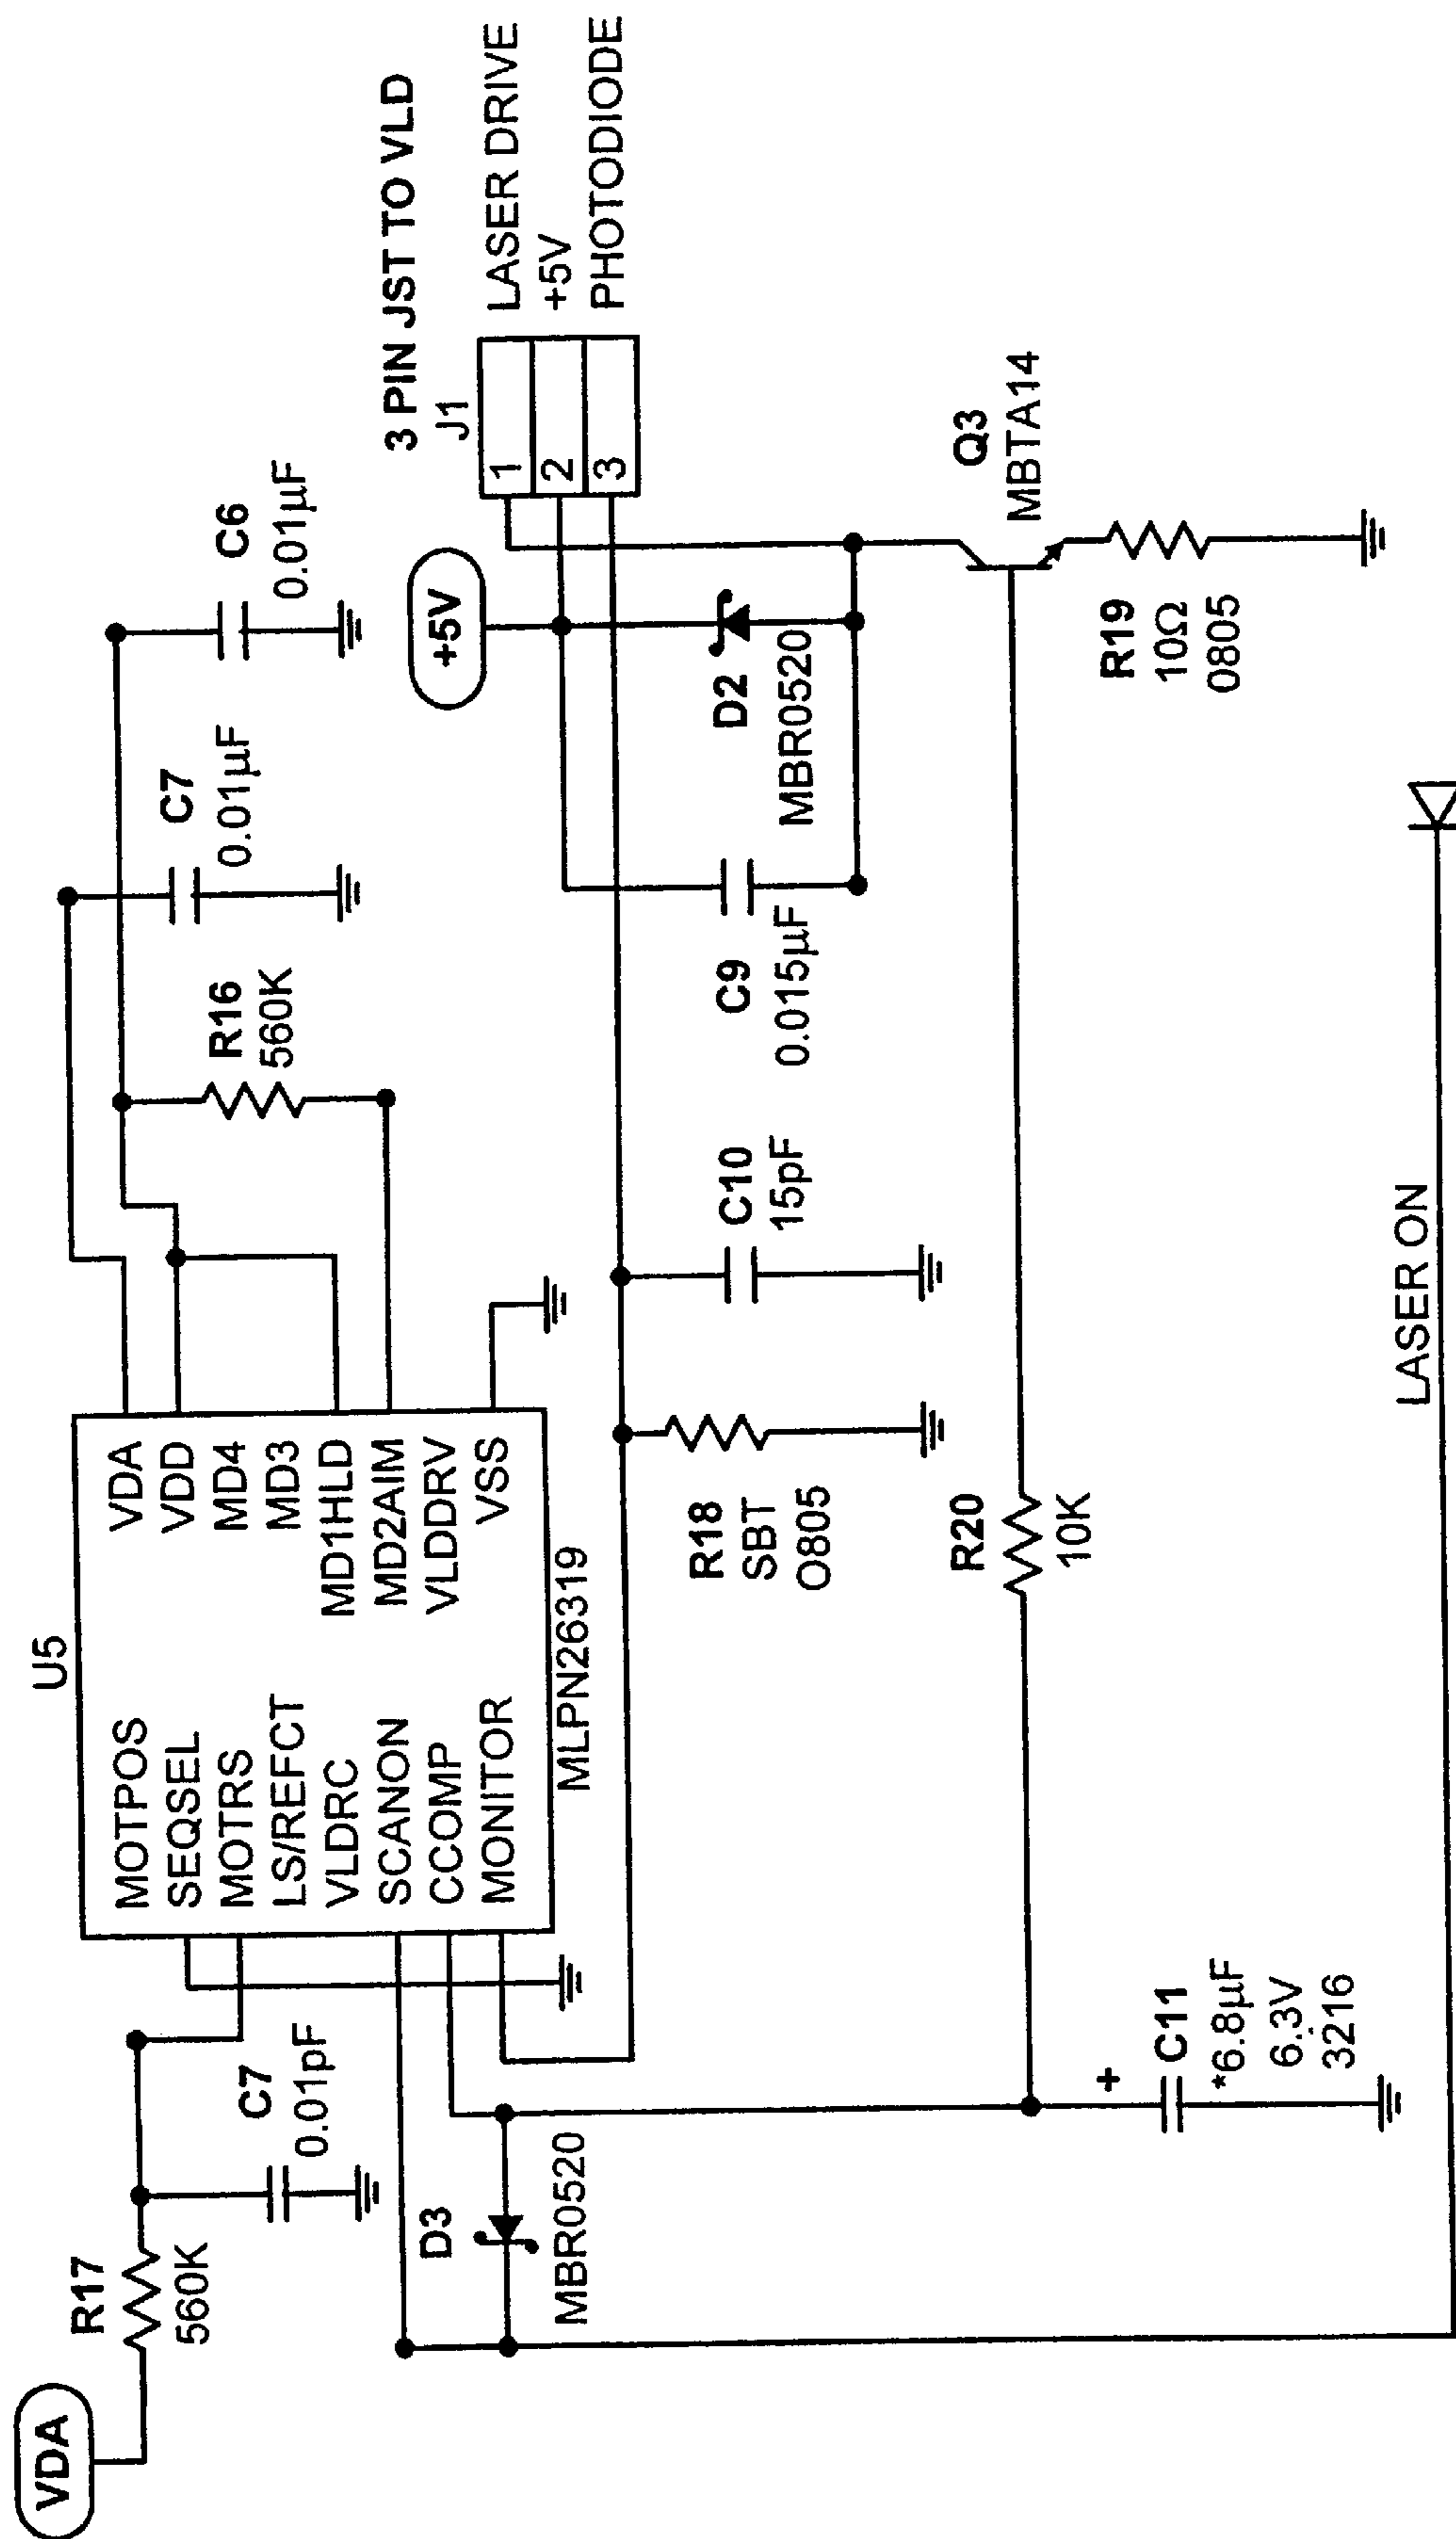 VDA
R17
560K
C7
0.01pF
U5
MOTPOS
SEQSEL
MOTRS
LS/REFCT
VLDRC
SCANON
CCOMP
MONITOR
VDA
VDD
MD4
MD3
MD1HLD
MD2AIM
VLDDRV
VSS
MLPN26319
R16
560K
C7
0.01µF
C6
0.01µF
3 PIN JST TO VLD
J1
1
2
3
LASER DRIVE
+5V
PHOTODIODE
+5V
D3
MBR0520
R18
SBT
O805
C10
15pF
C9
0.015µF
D2
MBR0520
Q3
MBTA14
R19
10Ω
0805
R20
10K
+
C11
*6.8µF
6.3V
3216
LASER ON